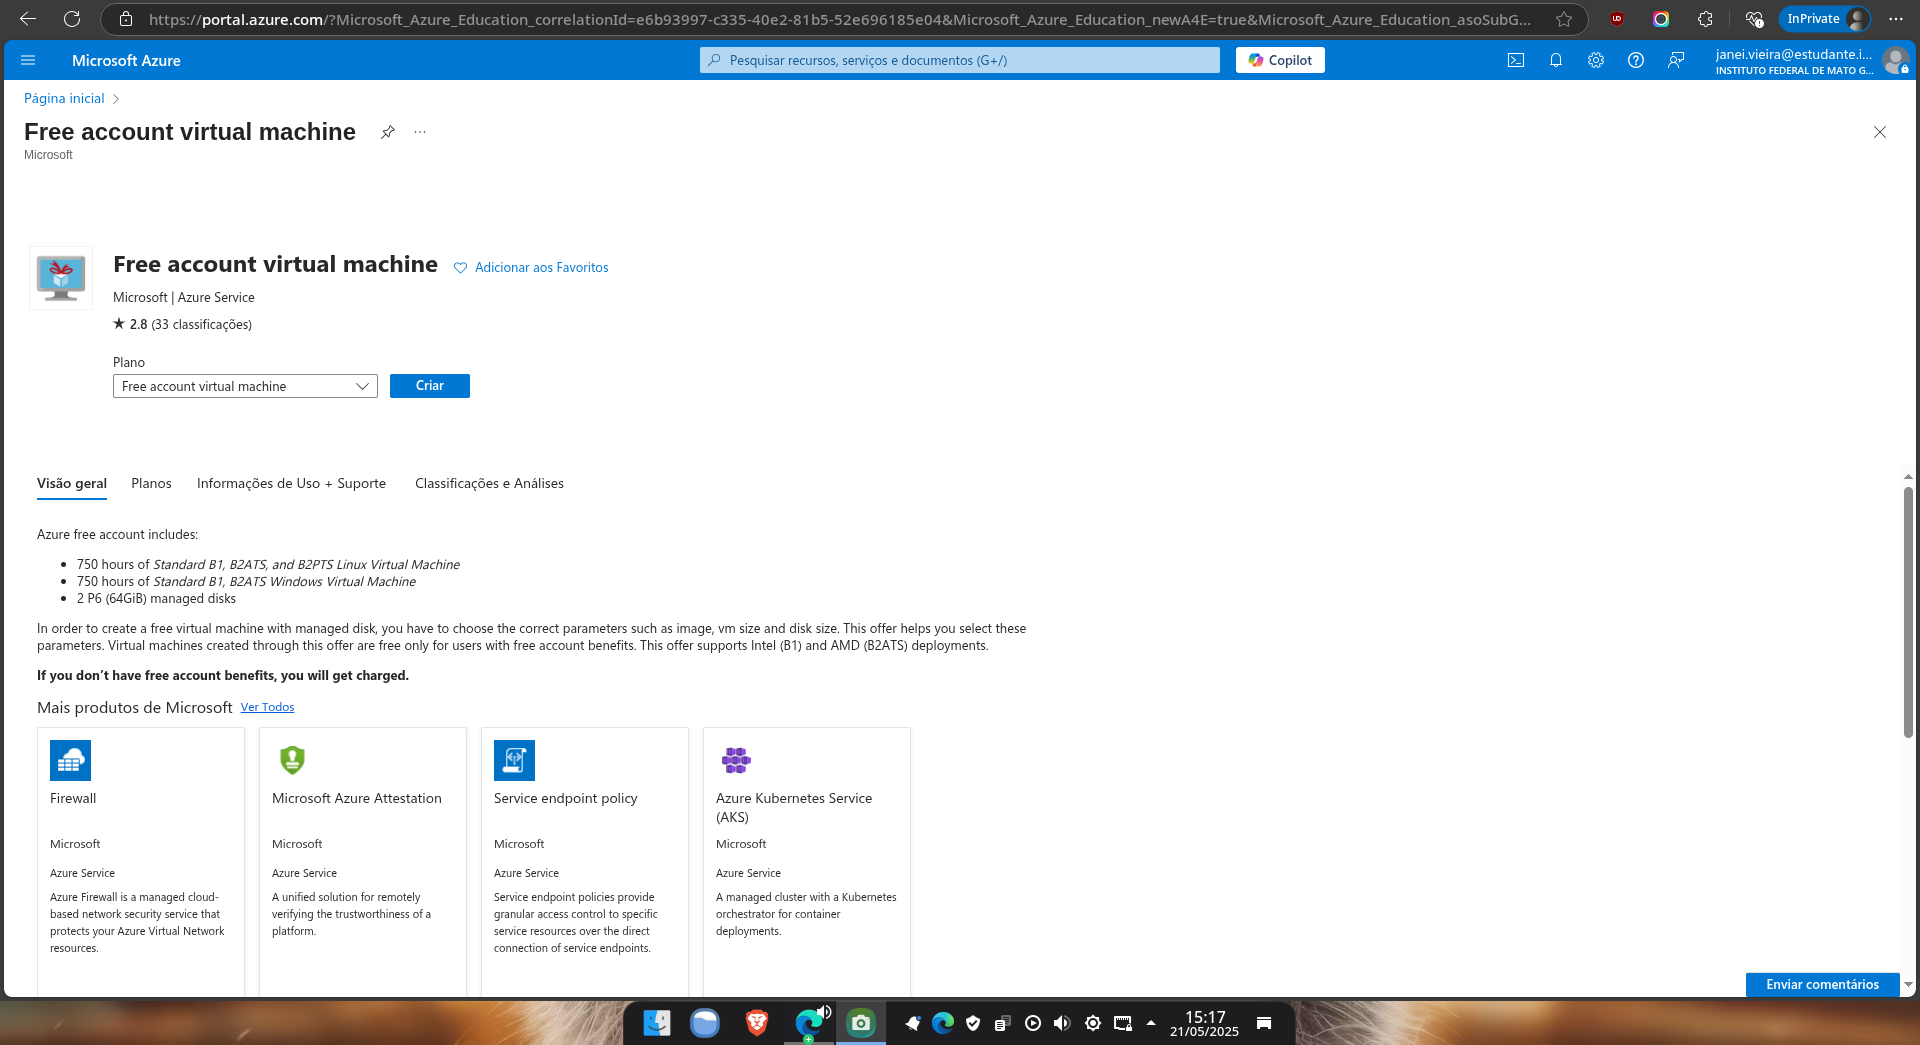 https://portal.azure.com/?Microsoft_Azure_Education_correlationId=e6b93997-c335-40e2-81b5-52e696185e04&Microsoft_Azure_Education_newA4E=true&Microsoft_Azure_Education_asoSubG...
InPrivate
Microsoft Azure
Pesquisar recursos, serviços e documentos (G+/)
Copilot
janei.vieira@estudante.i...
INSTITUTO FEDERAL DE MATO G...
Página inicial
Free account virtual machine
Microsoft
Free account virtual machine
Adicionar aos Favoritos
Microsoft | Azure Service
★ 2.8 (33 classificações)
Plano
Free account virtual machine
Criar
Visão geral
Planos
Informações de Uso + Suporte
Classificações e Análises
Azure free account includes:
• 750 hours of Standard B1, B2ATS, and B2PTS Linux Virtual Machine
• 750 hours of Standard B1, B2ATS Windows Virtual Machine
• 2 P6 (64GiB) managed disks
In order to create a free virtual machine with managed disk, you have to choose the correct parameters such as image, vm size and disk size. This offer helps you select these
parameters. Virtual machines created through this offer are free only for users with free account benefits. This offer supports Intel (B1) and AMD (B2ATS) deployments.
If you don’t have free account benefits, you will get charged.
Mais produtos de Microsoft Ver Todos
Firewall
Microsoft
Azure Service
Azure Firewall is a managed cloud-
based network security service that
protects your Azure Virtual Network
resources.
Microsoft Azure Attestation
Microsoft
Azure Service
A unified solution for remotely
verifying the trustworthiness of a
platform.
Service endpoint policy
Microsoft
Azure Service
Service endpoint policies provide
granular access control to specific
service resources over the direct
connection of service endpoints.
Azure Kubernetes Service
(AKS)
Microsoft
Azure Service
A managed cluster with a Kubernetes
orchestrator for container
deployments.
Enviar comentários
15:17
21/05/2025